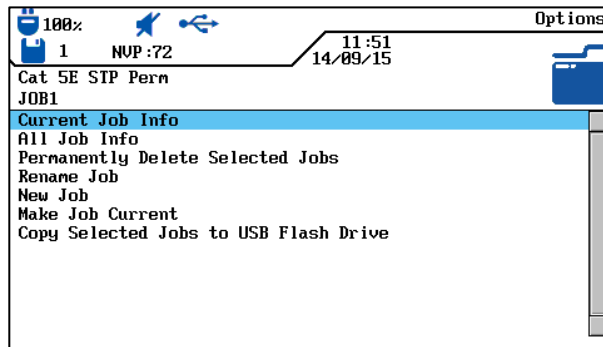 100% Options
11:51
1 NVP:72 14/09/15
Cat 5E STP Perm
JOB1
Current Job Info
All Job Info
Permanently Delete Selected Jobs
Rename Job
New Job
Make Job Current
Copy Selected Jobs to USB Flash Drive